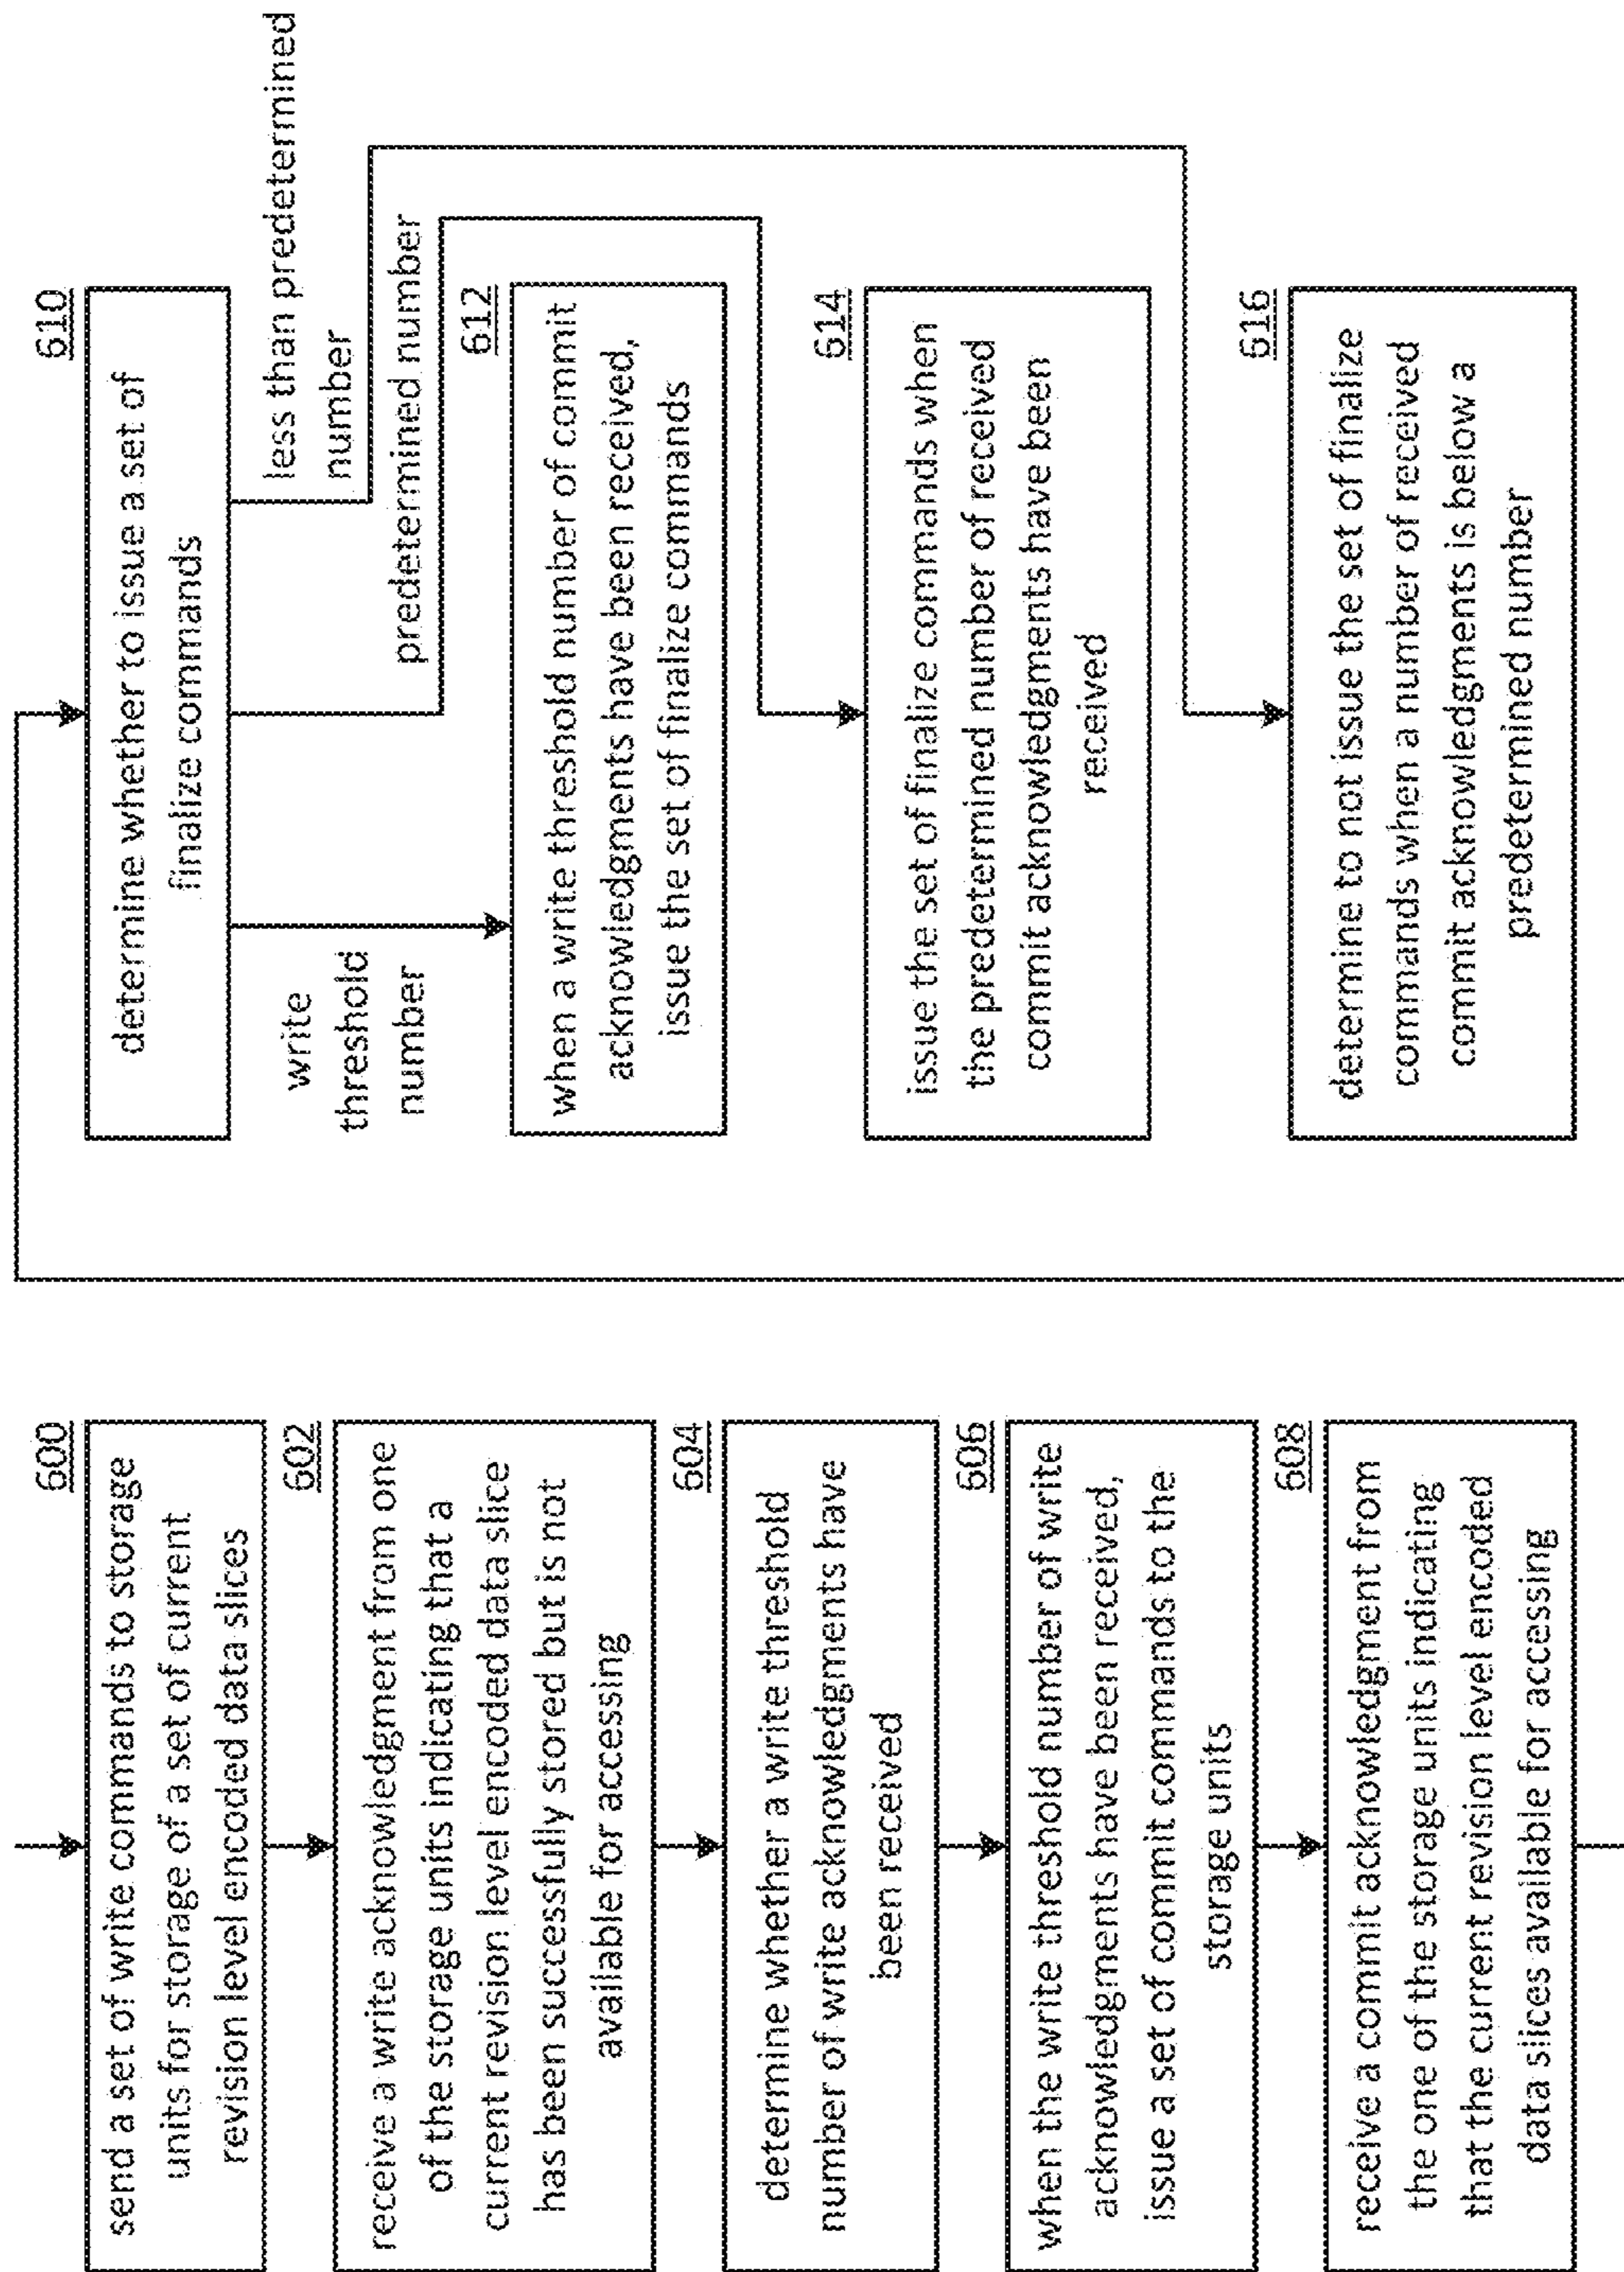 600
send a set of write commands to storage
units for storage of a set of current
revision level encoded data slices
602
receive a write acknowledgment from one
of the storage units indicating that a
current revision level encoded data slice
has been successfully stored but is not
available for accessing
604
determine whether a write threshold
number of write acknowledgments have
been received
606
when the write threshold number of write
acknowledgments have been received,
issue a set of commit commands to the
storage units
608
receive a commit acknowledgment from
the one of the storage units indicating
that the current revision level encoded
data slices available for accessing
610
determine whether to issue a set of
finalize commands
write
threshold
number
less than predetermined
number
predetermined number
612
when a write threshold number of commit
acknowledgments have been received,
issue the set of finalize commands
614
issue the set of finalize commands when
the predetermined number of received
commit acknowledgments have been
received
616
determine to not issue the set of finalize
commands when a number of received
commit acknowledgments is below a
predetermined number